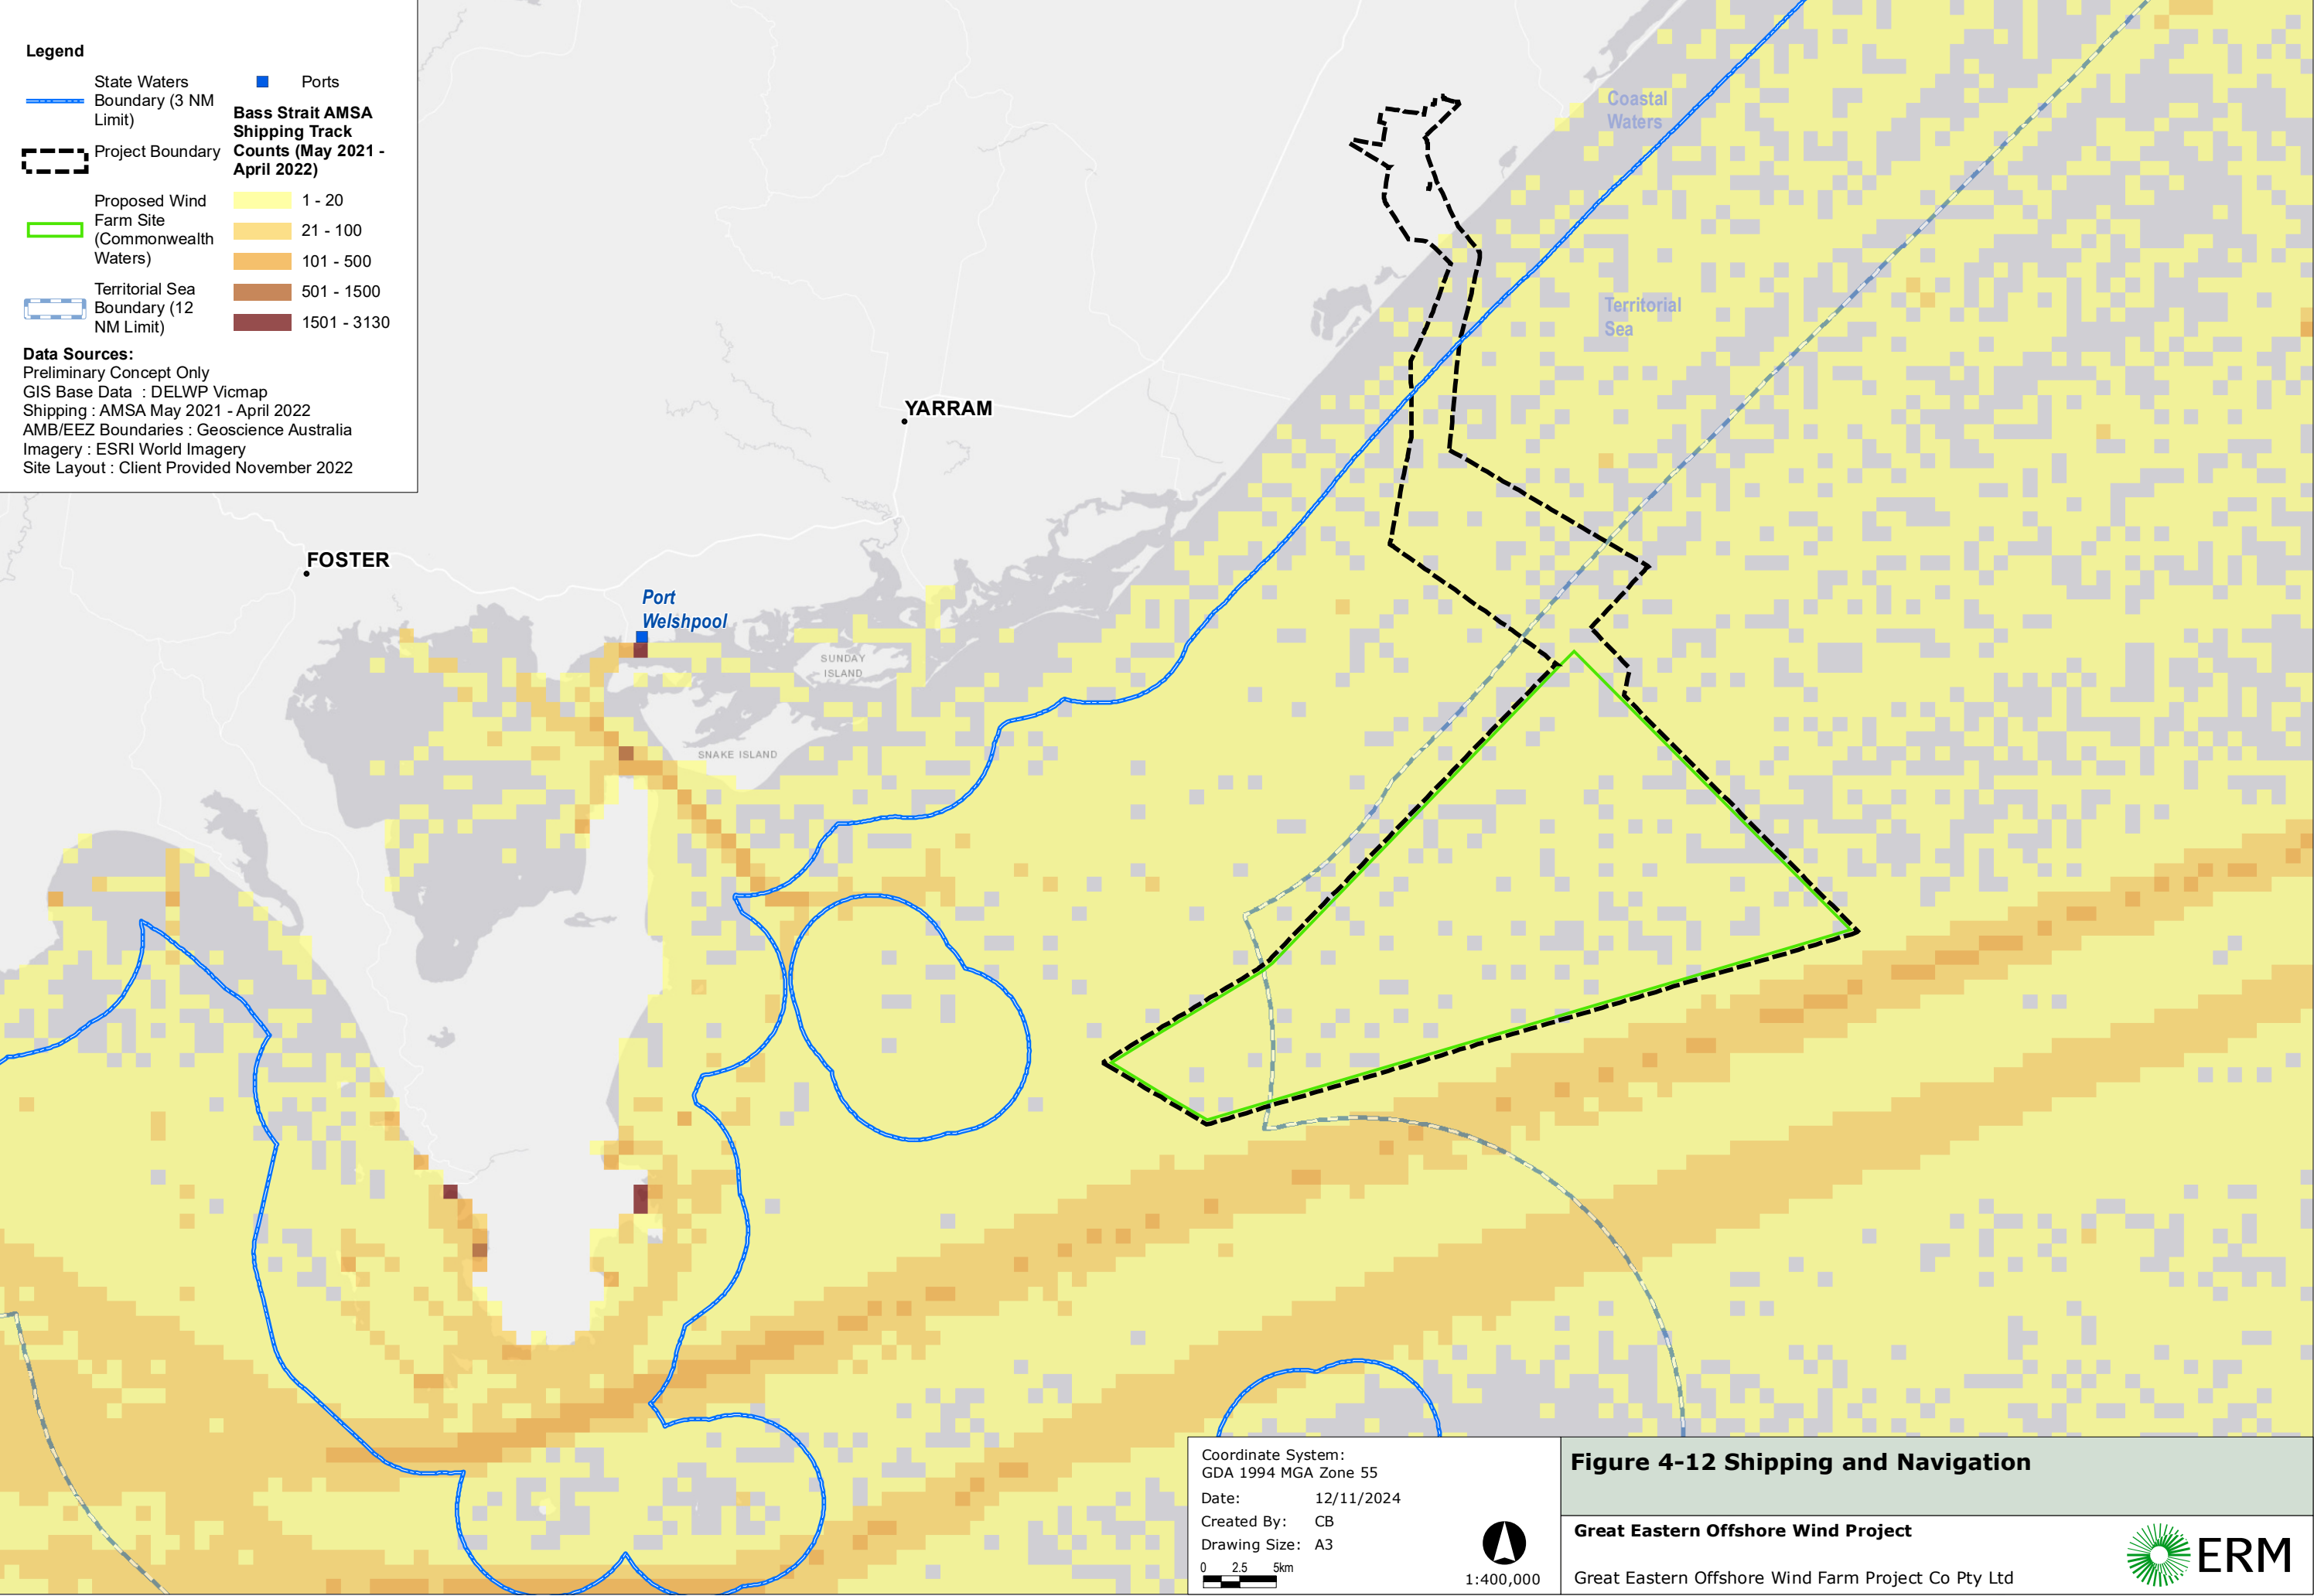 Legend
State Waters
Boundary (3 NM
Limit)
Project Boundary
Proposed Wind
Farm Site
(Commonwealth
Waters)
Territorial Sea
Boundary (12
NM Limit)
Ports
Bass Strait AMSA
Shipping Track
Counts (May 2021 -
April 2022)
1 - 20
21 - 100
101 - 500
501 - 1500
1501 - 3130
Data Sources:
Preliminary Concept Only
GIS Base Data : DELWP Vicmap
Shipping : AMSA May 2021 - April 2022
AMB/EEZ Boundaries : Geoscience Australia
Imagery : ESRI World Imagery
Site Layout : Client Provided November 2022
Coastal
Waters
Territorial
Sea
YARRAM
FOSTER
Port
Welshpool
SUNDAY
ISLAND
SNAKE ISLAND
Coordinate System:
GDA 1994 MGA Zone 55
Date: 12/11/2024
Created By: CB
Drawing Size: A3
0 2.5 5km
1:400,000
Figure 4-12 Shipping and Navigation
Great Eastern Offshore Wind Project
Great Eastern Offshore Wind Farm Project Co Pty Ltd
ERM